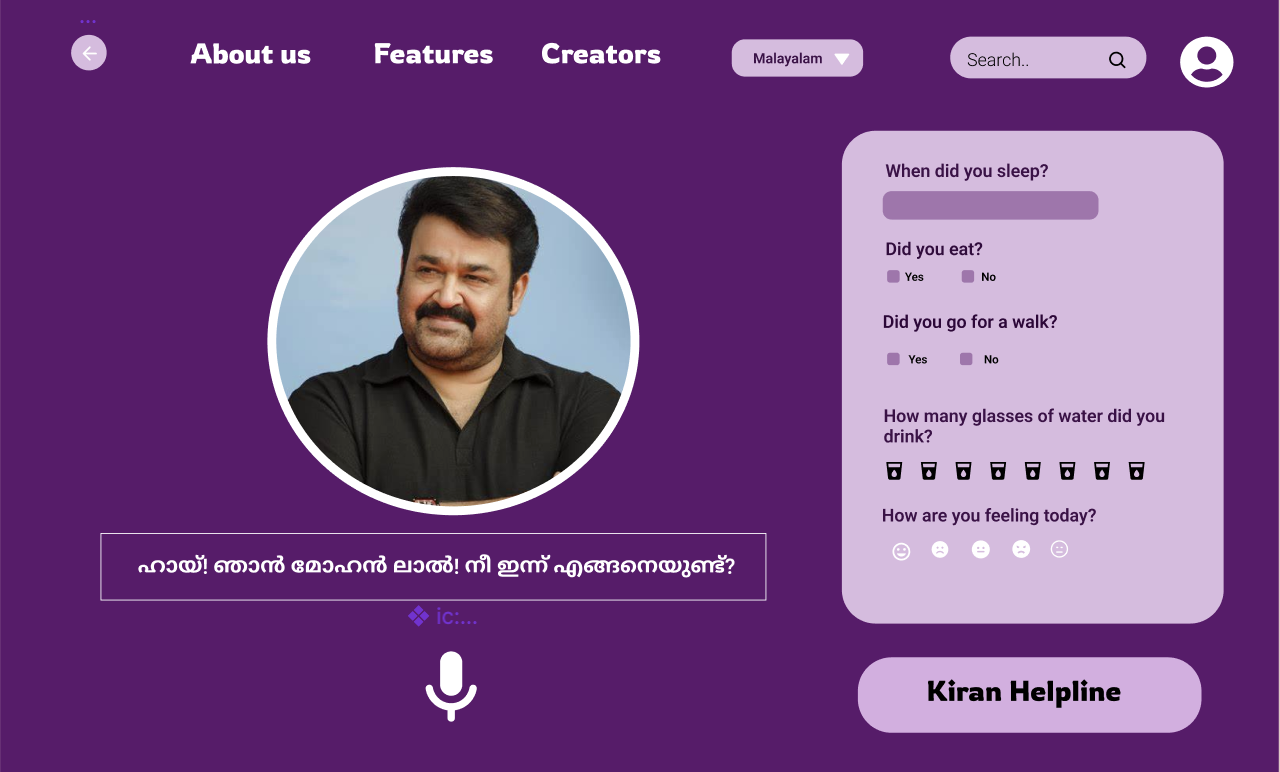 ...
About us
Features
Creators
Malayalam
Search..
When did you sleep?
Did you eat?
Yes
No
Did you go for a walk?
Yes
No
How many glasses of water did you
drink?
How are you feeling today?
ഹായ്! ഞാൻ മോഹൻ ലാൽ! നീ ഇന്ന് എങ്ങനെയുണ്ട്?
ic:...
Kiran Helpline